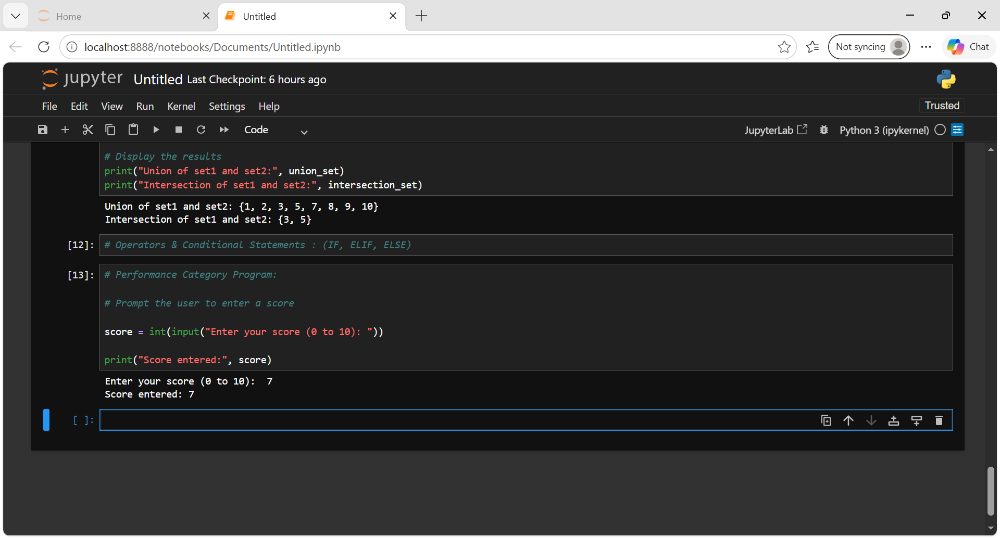 Home
Untitled
localhost:8888/notebooks/Documents/Untitled.ipynb
Not syncing
Chat
jupyter Untitled Last Checkpoint: 6 hours ago
File Edit View Run Kernel Settings Help
Trusted
Code
JupyterLab
Python 3 (ipykernel)
# Display the results
print("Union of set1 and set2:", union_set)
print("Intersection of set1 and set2:", intersection_set)
Union of set1 and set2: {1, 2, 3, 5, 7, 8, 9, 10}
Intersection of set1 and set2: {3, 5}
[12]: # Operators & Conditional Statements : (IF, ELIF, ELSE)
[13]: # Performance Category Program:
# Prompt the user to enter a score
score = int(input("Enter your score (0 to 10): "))
print("Score entered:", score)
Enter your score (0 to 10):  7
Score entered: 7
[ ]: